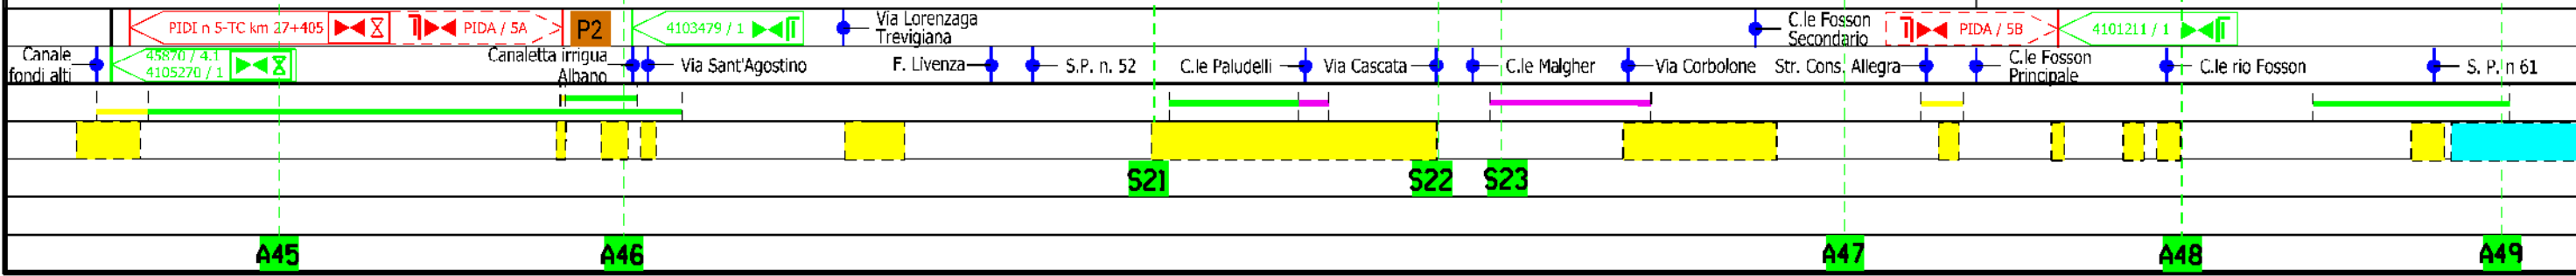 PIDI n 5-TC km 27+405
PIDA / 5A
P2
4103479 / 1
Via Lorenzaga
Trevigiana
C.le Fosson
Secondario
PIDA / 5B
4101211 / 1
Canale
fondi alti
45870 / 4.1
4105270 / 1
Canaletta irrigua
Albano
Via Sant'Agostino
F. Livenza
S.P. n. 52
C.le Paludelli
Via Cascata
C.le Malgher
Via Corbolone
Str. Cons. Allegra
C.le Fosson
Principale
C.le rio Fosson
S. P. n 61
S21
S22
S23
A45
A46
A47
A48
A49